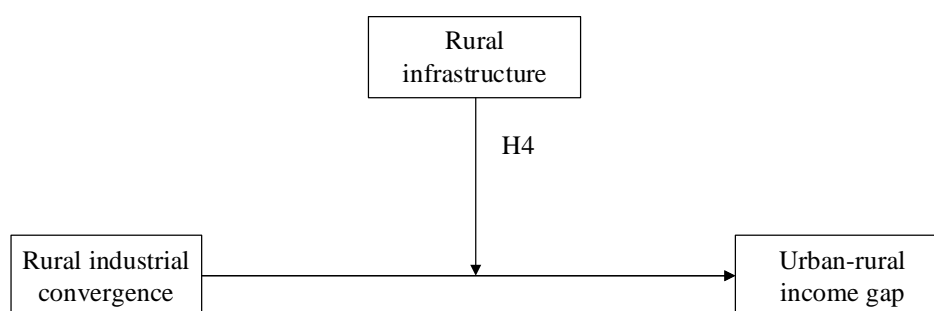 Rural
infrastructure
H4
Rural industrial
convergence
Urban-rural
income gap